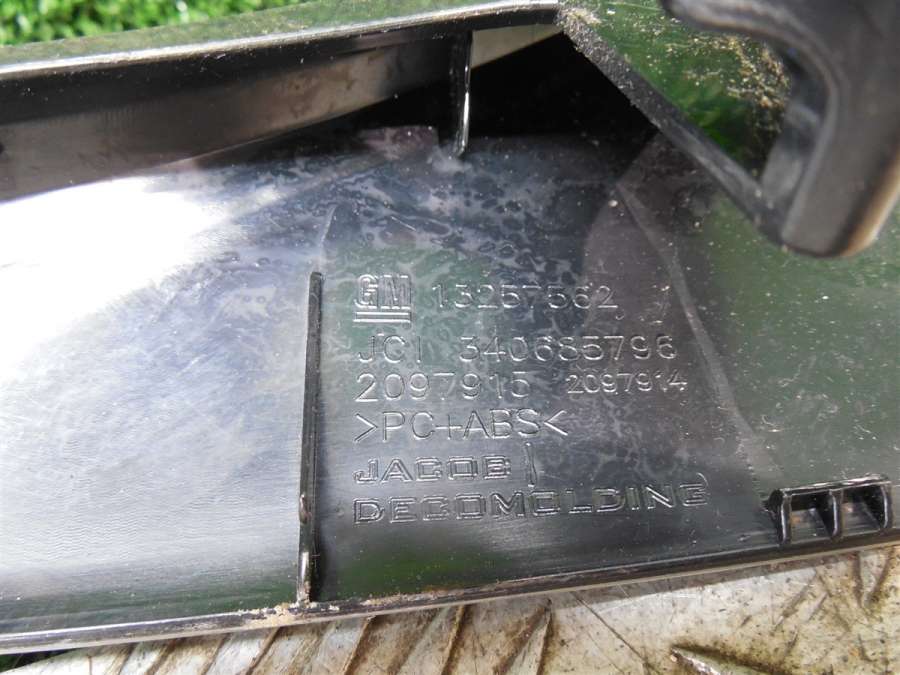 GM 13257562
JCI 340685796
2097915 2097914
>PC+ABS<
JACOB
DECOMOLDING